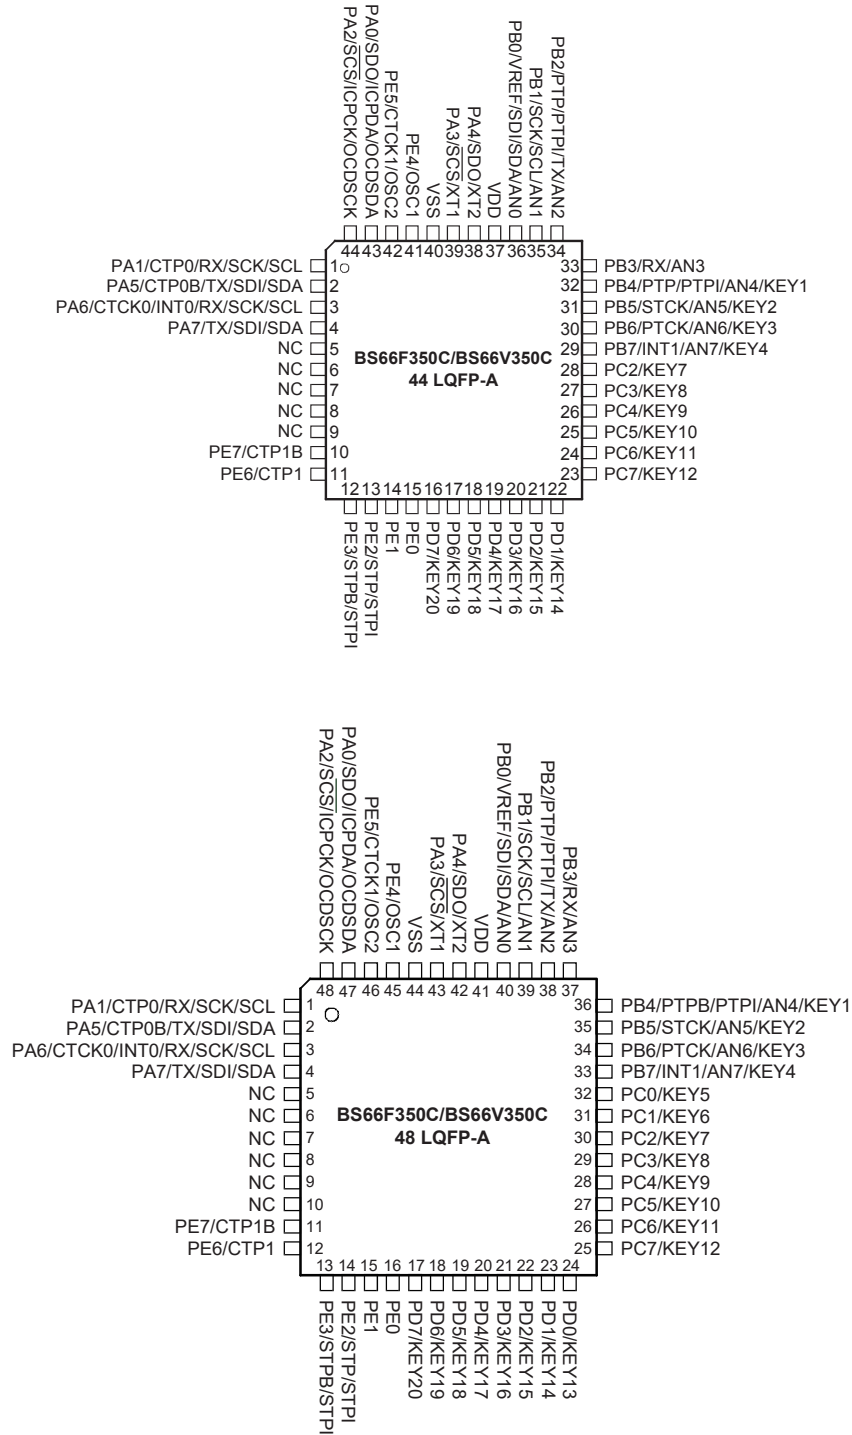 PA2/SCS/ICPCK/OCDSCK
PA0/SDO/ICPDA/OCDSDA
PE5/CTCK1/OSC2
PE4/OSC1
VSS
PA3/SCS/XT1
PA4/SDO/XT2
VDD
PB0/VREF/SDI/SDA/AN0
PB1/SCK/SCL/AN1
PB2/PTP/PTPI/TX/AN2
44 43 42 41 40 39 38 37 36 35 34
PA1/CTP0/RX/SCK/SCL 1
PA5/CTP0B/TX/SDI/SDA 2
PA6/CTCK0/INT0/RX/SCK/SCL 3
PA7/TX/SDI/SDA 4
NC 5
NC 6
NC 7
NC 8
NC 9
PE7/CTP1B 10
PE6/CTP1 11
BS66F350C/BS66V350C
44 LQFP-A
33 PB3/RX/AN3
32 PB4/PTP/PTPI/AN4/KEY1
31 PB5/STCK/AN5/KEY2
30 PB6/PTCK/AN6/KEY3
29 PB7/INT1/AN7/KEY4
28 PC2/KEY7
27 PC3/KEY8
26 PC4/KEY9
25 PC5/KEY10
24 PC6/KEY11
23 PC7/KEY12
12 13 14 15 16 17 18 19 20 21 22
PE3/STPB/STPI
PE2/STP/STPI
PE1
PE0
PD7/KEY20
PD6/KEY19
PD5/KEY18
PD4/KEY17
PD3/KEY16
PD2/KEY15
PD1/KEY14
PA2/SCS/ICPCK/OCDSCK
PA0/SDO/ICPDA/OCDSDA
PE5/CTCK1/OSC2
PE4/OSC1
VSS
PA3/SCS/XT1
PA4/SDO/XT2
VDD
PB0/VREF/SDI/SDA/AN0
PB1/SCK/SCL/AN1
PB2/PTP/PTPI/TX/AN2
PB3/RX/AN3
48 47 46 45 44 43 42 41 40 39 38 37
PA1/CTP0/RX/SCK/SCL 1
PA5/CTP0B/TX/SDI/SDA 2
PA6/CTCK0/INT0/RX/SCK/SCL 3
PA7/TX/SDI/SDA 4
NC 5
NC 6
NC 7
NC 8
NC 9
NC 10
PE7/CTP1B 11
PE6/CTP1 12
BS66F350C/BS66V350C
48 LQFP-A
36 PB4/PTPB/PTPI/AN4/KEY1
35 PB5/STCK/AN5/KEY2
34 PB6/PTCK/AN6/KEY3
33 PB7/INT1/AN7/KEY4
32 PC0/KEY5
31 PC1/KEY6
30 PC2/KEY7
29 PC3/KEY8
28 PC4/KEY9
27 PC5/KEY10
26 PC6/KEY11
25 PC7/KEY12
13 14 15 16 17 18 19 20 21 22 23 24
PE3/STPB/STPI
PE2/STP/STPI
PE1
PE0
PD7/KEY20
PD6/KEY19
PD5/KEY18
PD4/KEY17
PD3/KEY16
PD2/KEY15
PD1/KEY14
PD0/KEY13